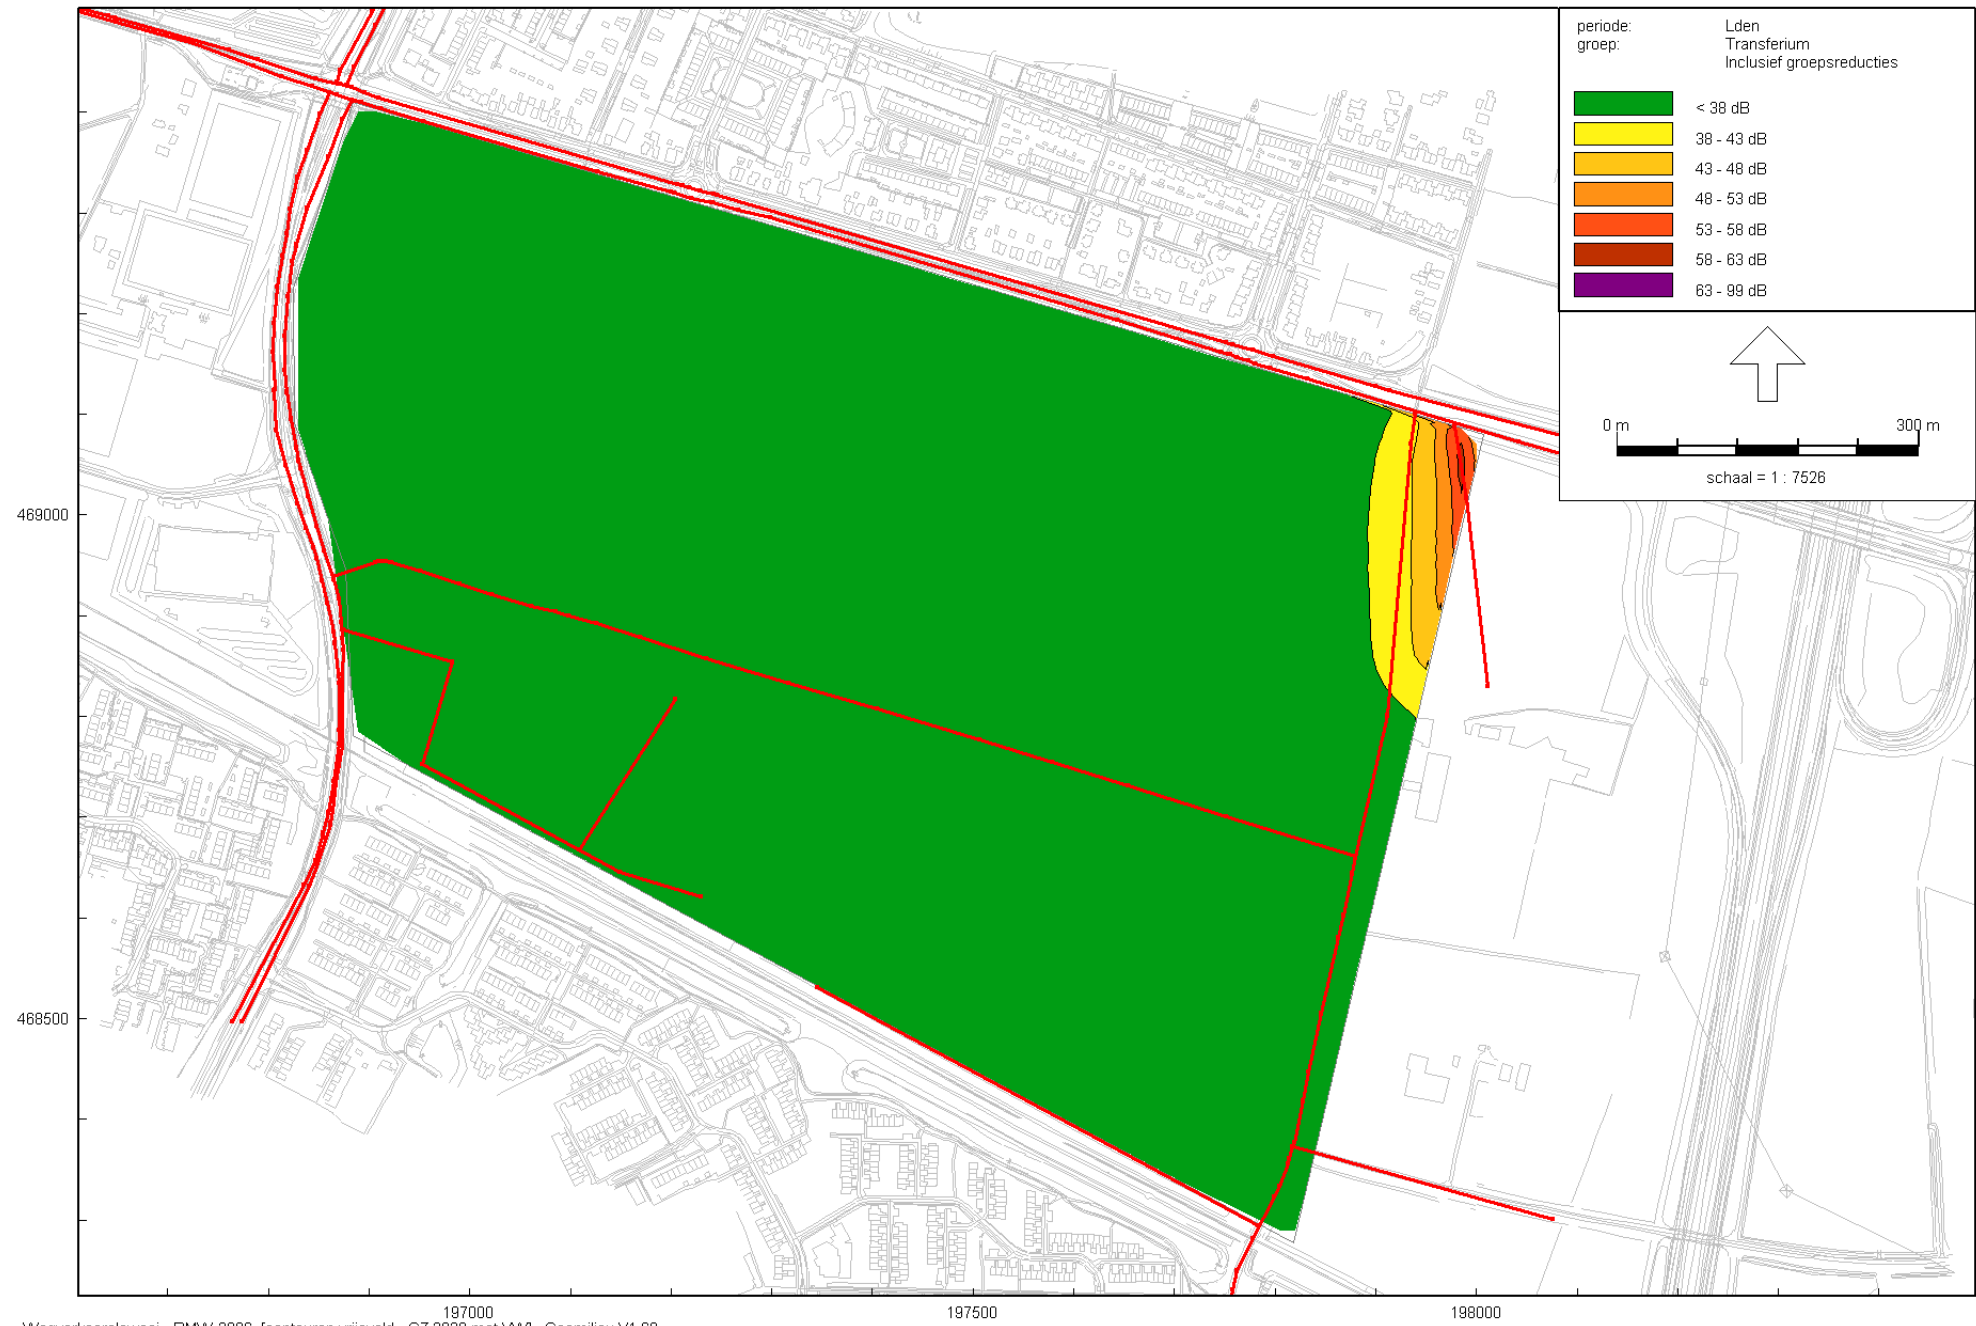 periode: Lden
groep: Transferium
Inclusief groepsreducties
< 38 dB
38 - 43 dB
43 - 48 dB
48 - 53 dB
53 - 58 dB
58 - 63 dB
63 - 99 dB
0 m 300 m
schaal = 1 : 7526
469000
468500
197000 197500 198000